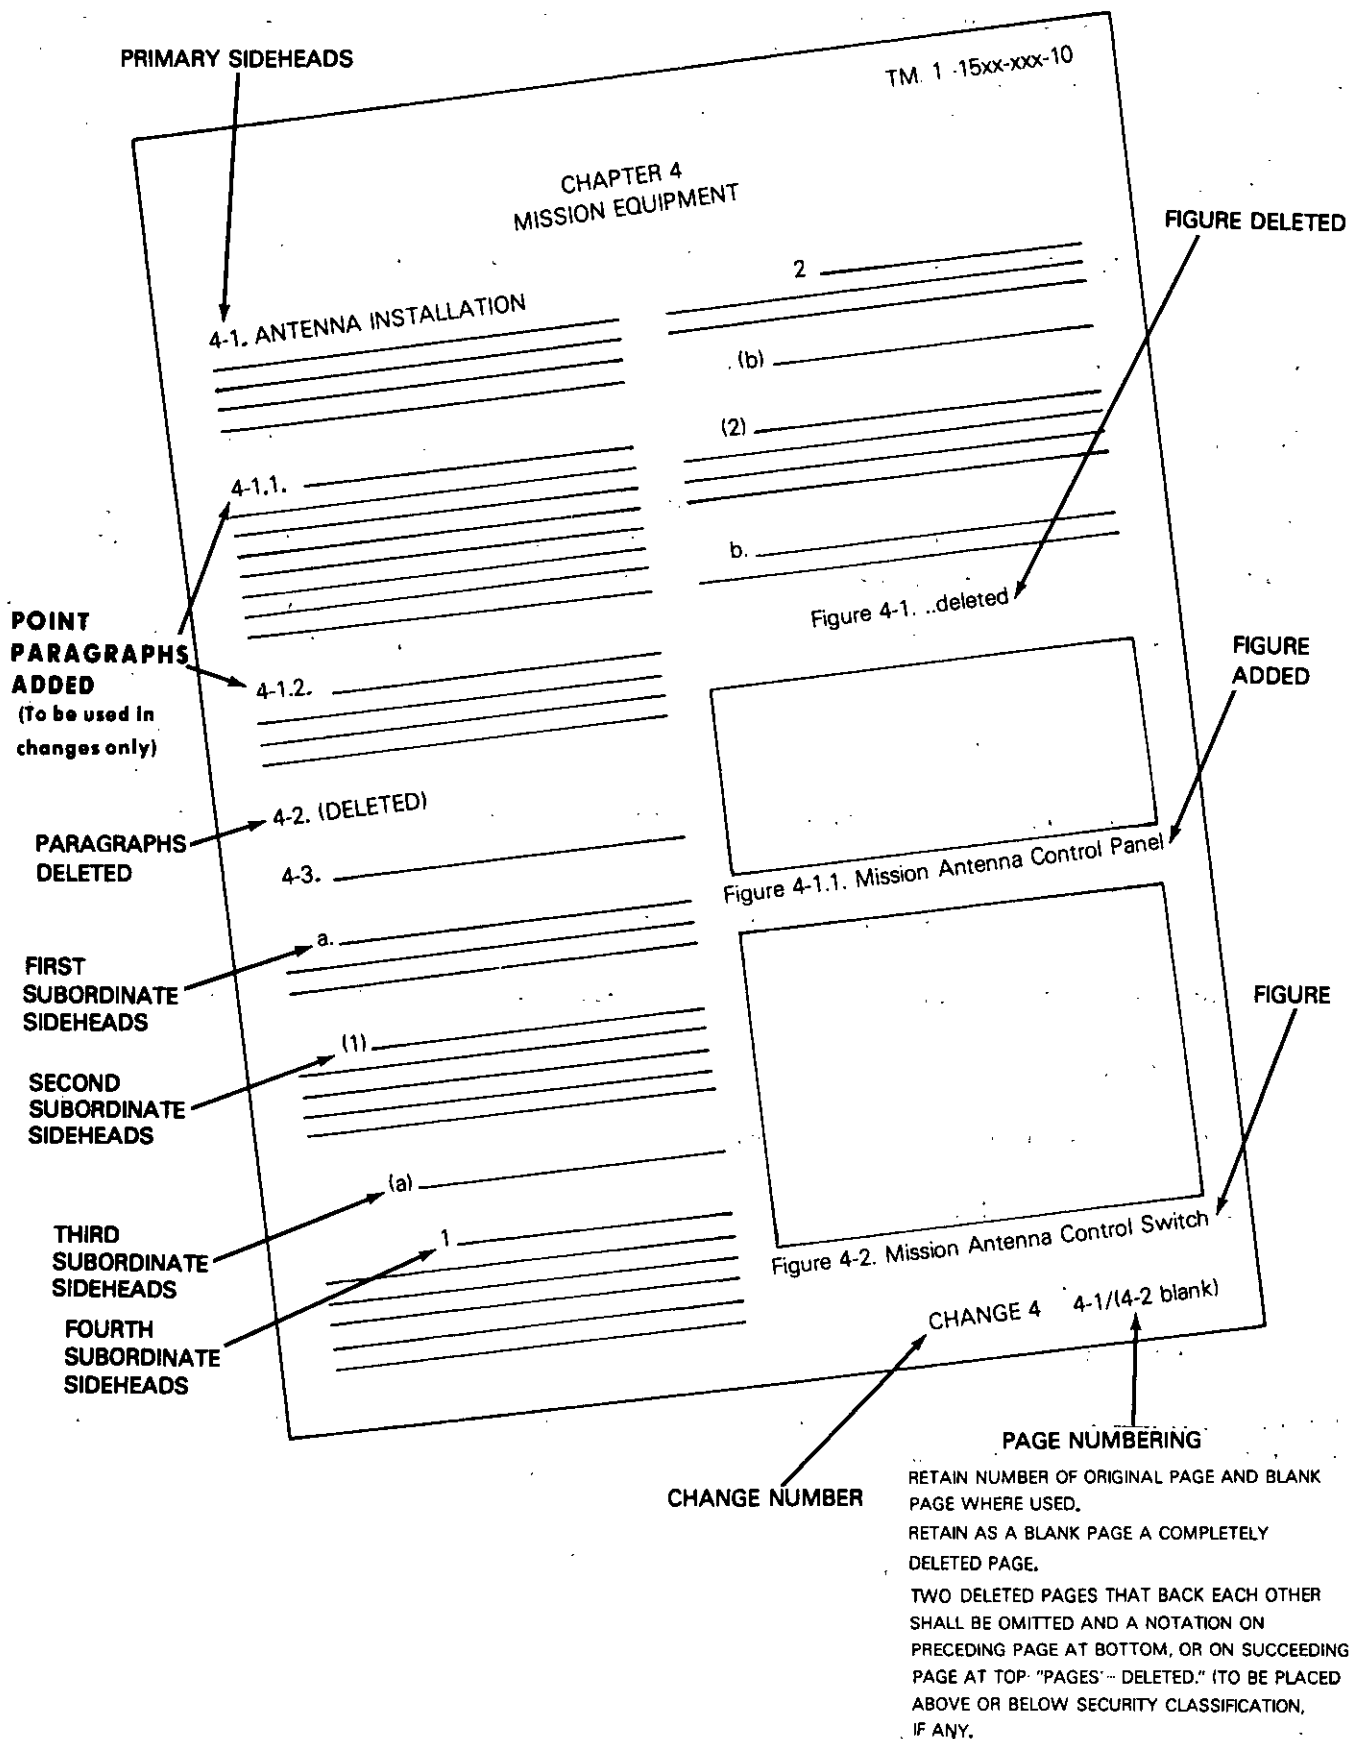 PRIMARY SIDEHEADS
TM. 1 -15xx-xxx-10
CHAPTER 4
MISSION EQUIPMENT
FIGURE DELETED
4-1. ANTENNA INSTALLATION
4-1.1.
POINT
PARAGRAPHS
ADDED
(To be used in
changes only)
4-1.2.
4-2. (DELETED)
PARAGRAPHS
DELETED
4-3.
a.
FIRST
SUBORDINATE
SIDEHEADS
(1)
SECOND
SUBORDINATE
SIDEHEADS
(a)
THIRD
SUBORDINATE
SIDEHEADS
1
FOURTH
SUBORDINATE
SIDEHEADS
2
(b)
(2)
b.
Figure 4-1. ..deleted
FIGURE
ADDED
Figure 4-1.1. Mission Antenna Control Panel
FIGURE
Figure 4-2. Mission Antenna Control Switch
CHANGE 4 4-1/(4-2 blank)
CHANGE NUMBER
PAGE NUMBERING
RETAIN NUMBER OF ORIGINAL PAGE AND BLANK
PAGE WHERE USED.
RETAIN AS A BLANK PAGE A COMPLETELY
DELETED PAGE.
TWO DELETED PAGES THAT BACK EACH OTHER
SHALL BE OMITTED AND A NOTATION ON
PRECEDING PAGE AT BOTTOM, OR ON SUCCEEDING
PAGE AT TOP "PAGES -- DELETED." (TO BE PLACED
ABOVE OR BELOW SECURITY CLASSIFICATION,
IF ANY.